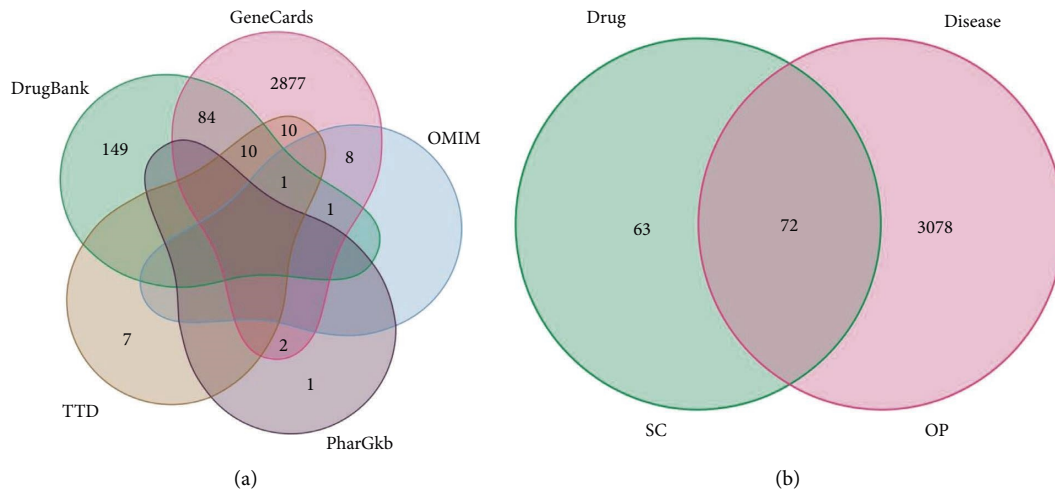 GeneCards
DrugBank
OMIM
TTD
PharGkb
2877
84
149
10
10
8
1
1
7
2
1
(a)
Drug
Disease
63
72
3078
SC
OP
(b)